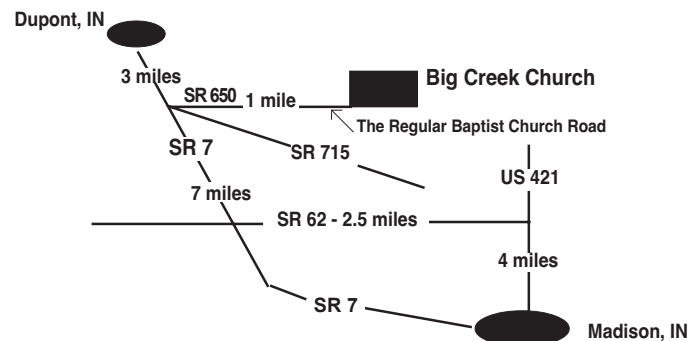 Dupont, IN
3 miles
Big Creek Church
SR 650
1 mile
The Regular Baptist Church Road
SR 7
SR 715
US 421
7 miles
SR 62 - 2.5 miles
4 miles
SR 7
Madison, IN